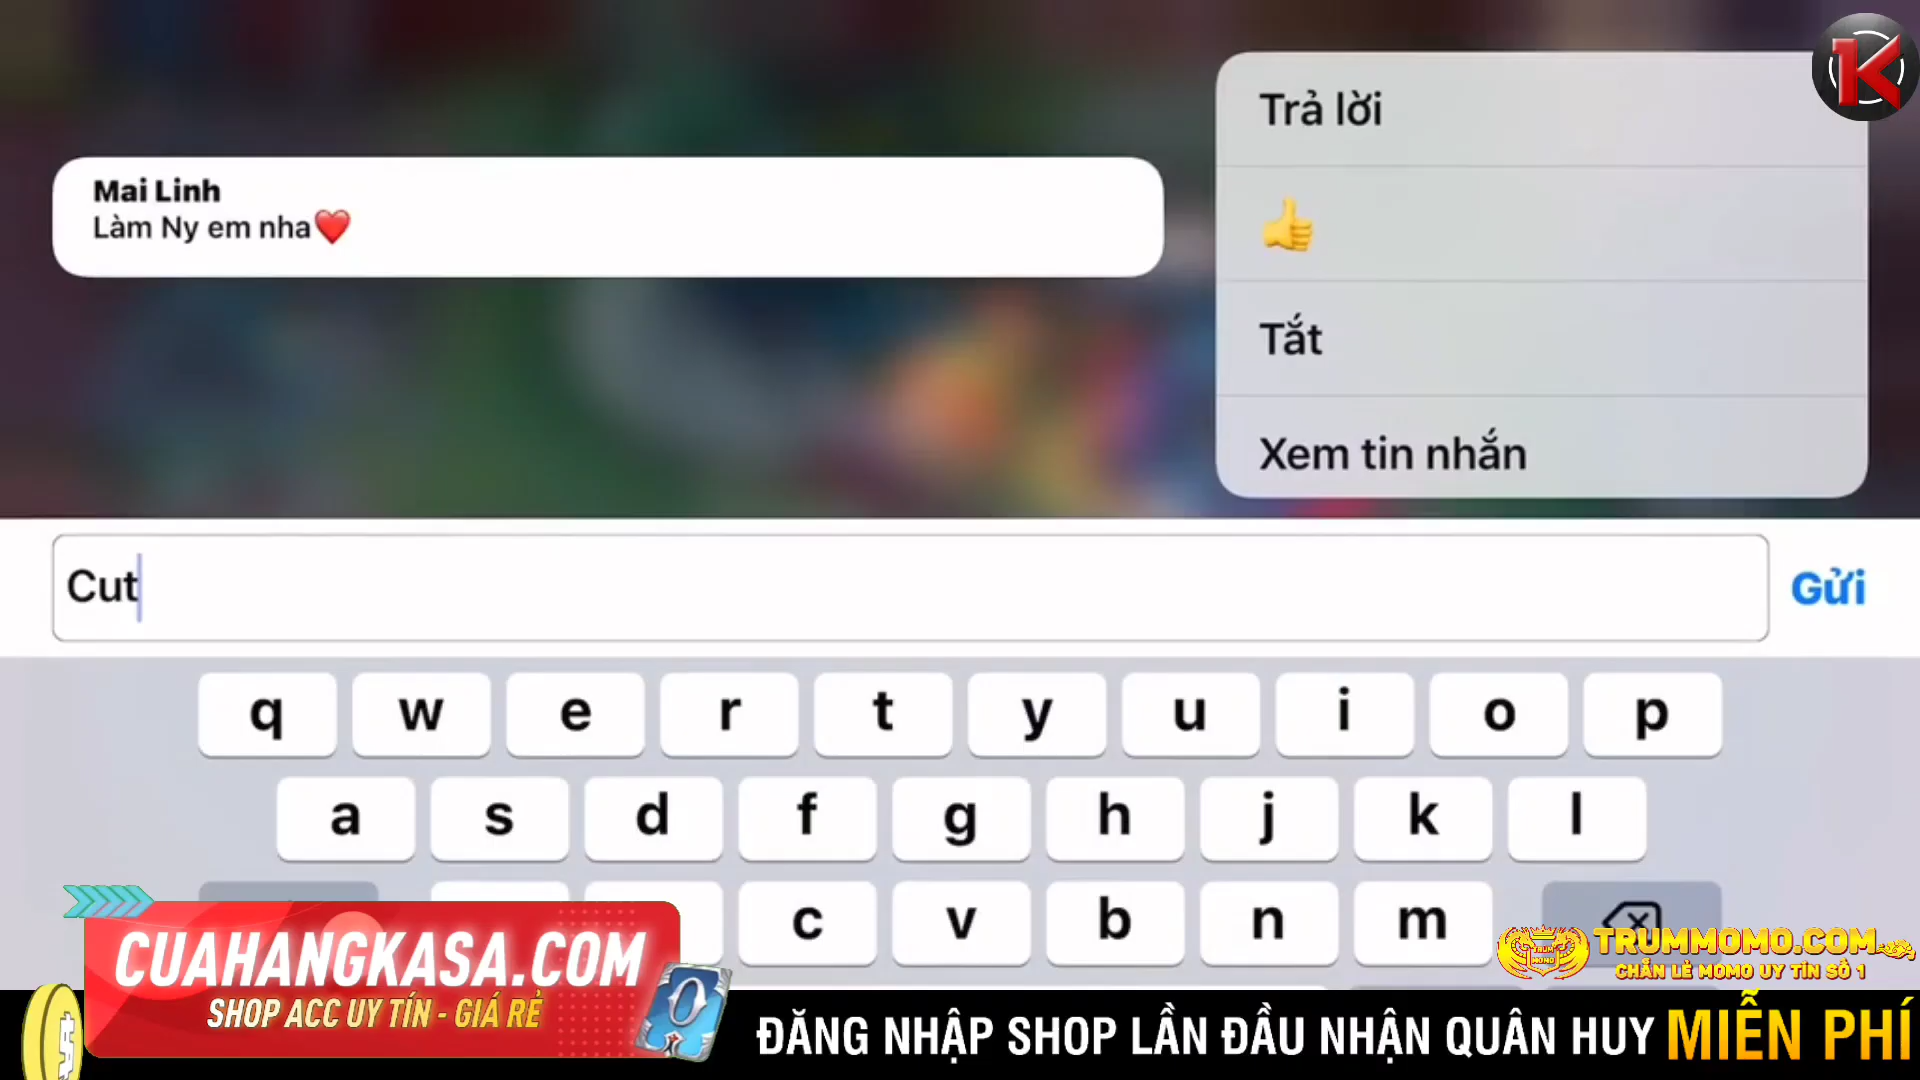 Mai Linh
Làm Ny em nha❤️
Trả lời
👍
Tắt
Xem tin nhắn
Cut
Gửi
q w e r t y u i o p
a s d f g h j k l
c v b n m
K
CUAHANGKASA.COM
SHOP ACC UY TÍN - GIÁ RẺ
TRUMMOMO.COM
CHẴN LẺ MOMO UY TÍN SỐ 1
ĐĂNG NHẬP SHOP LẦN ĐẦU NHẬN QUÂN HUY MIỄN PHÍ